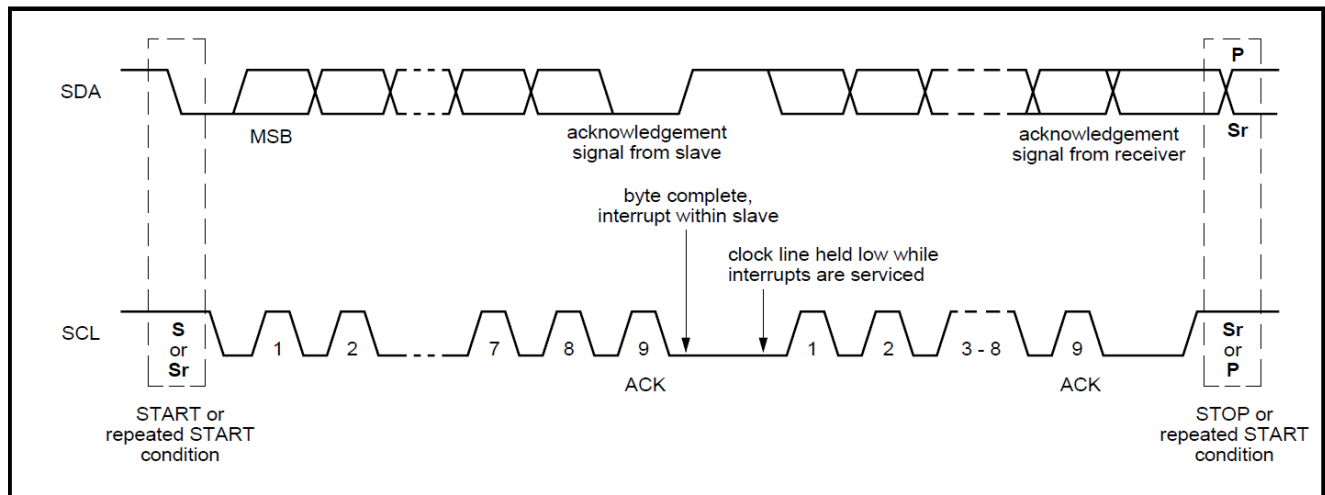 P
SDA
MSB
acknowledgement
signal from slave
acknowledgement
signal from receiver
Sr
byte complete,
interrupt within slave
clock line held low while
interrupts are serviced
SCL
S
or
Sr
1
2
7
8
9
1
2
3 - 8
9
Sr
or
P
ACK
ACK
START or
repeated START
condition
STOP or
repeated START
condition